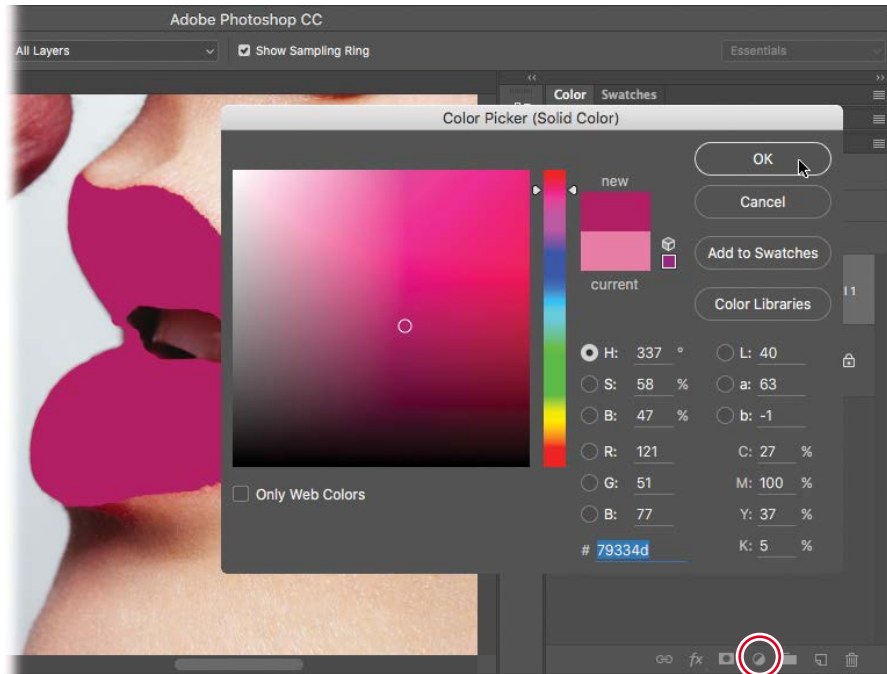 Adobe Photoshop CC
All Layers
Show Sampling Ring
Essentials
Color Swatches
Color Picker (Solid Color)
new
OK
Cancel
Add to Swatches
current
Color Libraries
l 1
H: 337 ° L: 40
S: 58 % a: 63
B: 47 % b: -1
R: 121 C: 27 %
G: 51 M: 100 %
B: 77 Y: 37 %
# 79334d K: 5 %
Only Web Colors
fx